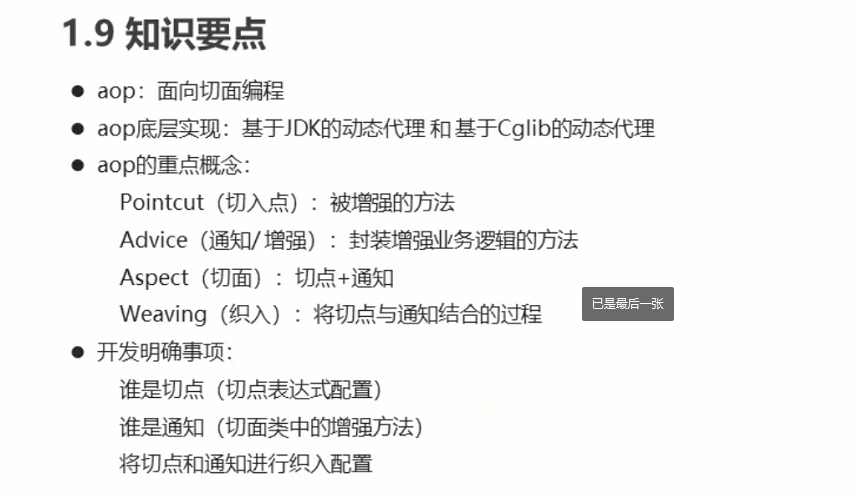 1.9 知识要点
● aop：面向切面编程
● aop底层实现：基于JDK的动态代理 和 基于Cglib的动态代理
● aop的重点概念：
Pointcut（切入点）：被增强的方法
Advice（通知/ 增强）：封装增强业务逻辑的方法
Aspect（切面）：切点+通知
Weaving（织入）：将切点与通知结合的过程
已是最后一张
● 开发明确事项：
谁是切点（切点表达式配置）
谁是通知（切面类中的增强方法）
将切点和通知进行织入配置